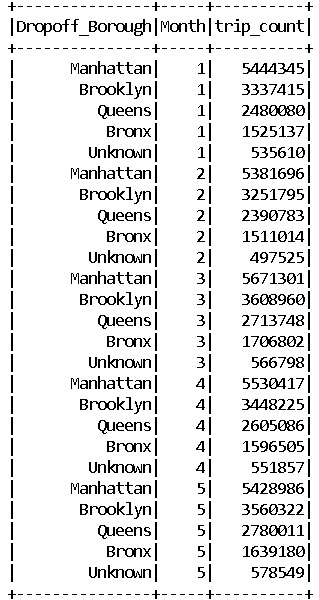 +---------------+-----+----------+
|Dropoff_Borough|Month|trip_count|
+---------------+-----+----------+
|      Manhattan|    1|   5444345|
|       Brooklyn|    1|   3337415|
|         Queens|    1|   2480080|
|          Bronx|    1|   1525137|
|        Unknown|    1|    535610|
|      Manhattan|    2|   5381696|
|       Brooklyn|    2|   3251795|
|         Queens|    2|   2390783|
|          Bronx|    2|   1511014|
|        Unknown|    2|    497525|
|      Manhattan|    3|   5671301|
|       Brooklyn|    3|   3608960|
|         Queens|    3|   2713748|
|          Bronx|    3|   1706802|
|        Unknown|    3|    566798|
|      Manhattan|    4|   5530417|
|       Brooklyn|    4|   3448225|
|         Queens|    4|   2605086|
|          Bronx|    4|   1596505|
|        Unknown|    4|    551857|
|      Manhattan|    5|   5428986|
|       Brooklyn|    5|   3560322|
|         Queens|    5|   2780011|
|          Bronx|    5|   1639180|
|        Unknown|    5|    578549|
+---------------+-----+----------+